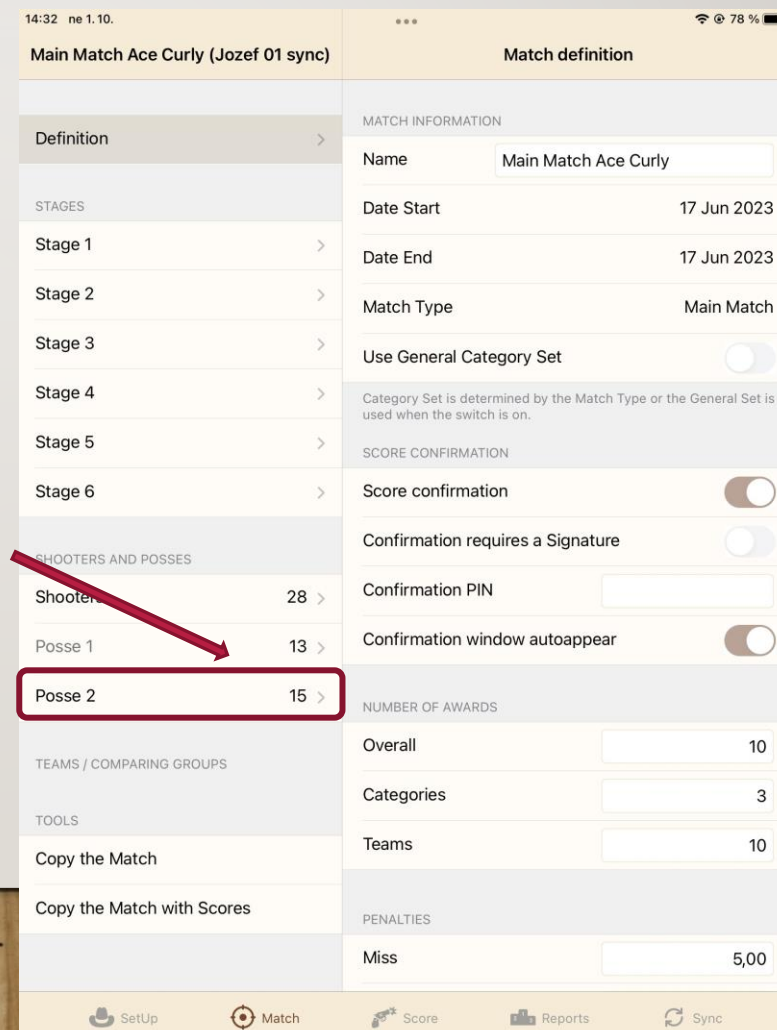 14:32 ne 1. 10.
78 %
Main Match Ace Curly (Jozef 01 sync)
Definition
STAGES
Stage 1
Stage 2
Stage 3
Stage 4
Stage 5
Stage 6
SHOOTERS AND POSSES
Shooters 28
Posse 1 13
Posse 2 15
TEAMS / COMPARING GROUPS
TOOLS
Copy the Match
Copy the Match with Scores
Match definition
MATCH INFORMATION
Name Main Match Ace Curly
Date Start 17 Jun 2023
Date End 17 Jun 2023
Match Type Main Match
Use General Category Set
Category Set is determined by the Match Type or the General Set is
used when the switch is on.
SCORE CONFIRMATION
Score confirmation
Confirmation requires a Signature
Confirmation PIN
Confirmation window autoappear
NUMBER OF AWARDS
Overall 10
Categories 3
Teams 10
PENALTIES
Miss 5,00
SetUp Match Score Reports Sync